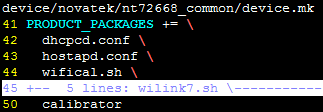 device/novatek/nt72668_common/device.mk
41 PRODUCT_PACKAGES += \
42     dhcpcd.conf \
43     hostapd.conf \
44     wifical.sh \
45 +--  5 lines: wilink7.sh \-----------
50     calibrator